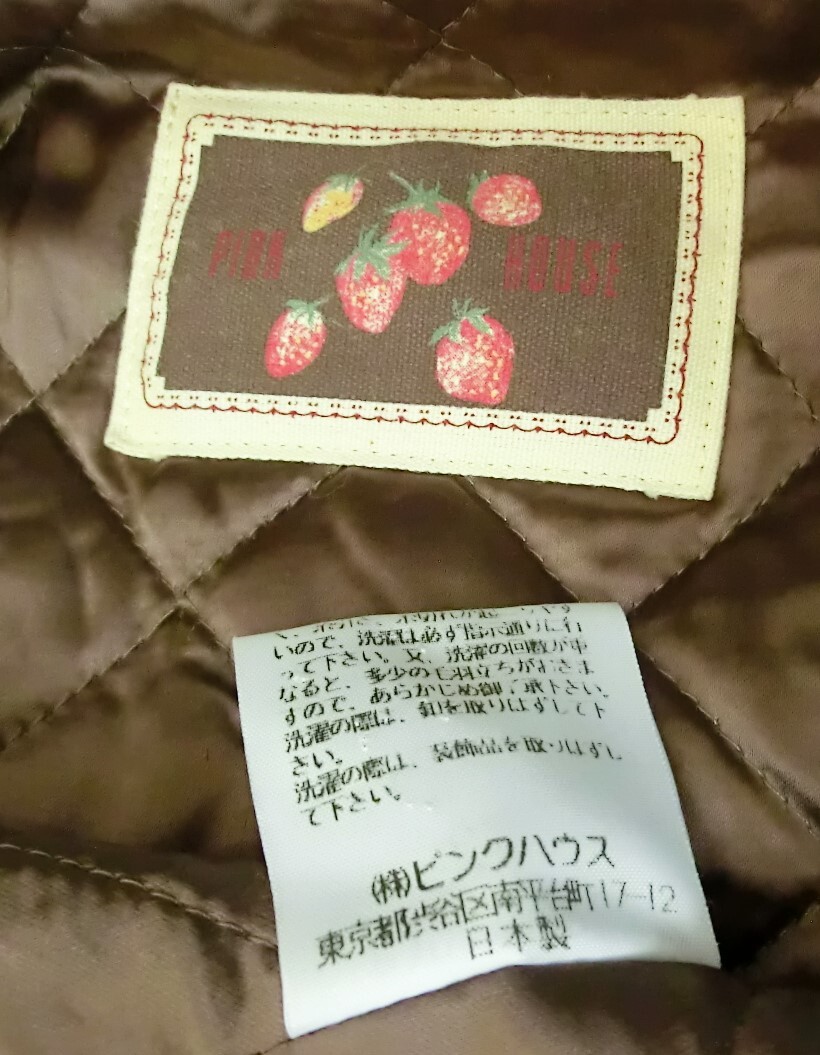 PINK HOUSE
いので、洗濯は必ず指示通りに行
って下さい。又、洗濯の回数が
なると、多少の毛羽立ちがおきま
すので、あらかじめ御了承下さい。
洗濯の際は、釦を取りはずして下
さい。
洗濯の際は、装飾品を取りはずし
て下さい。
(株)ピンクハウス
東京都渋谷区南平台町17-12
日本製